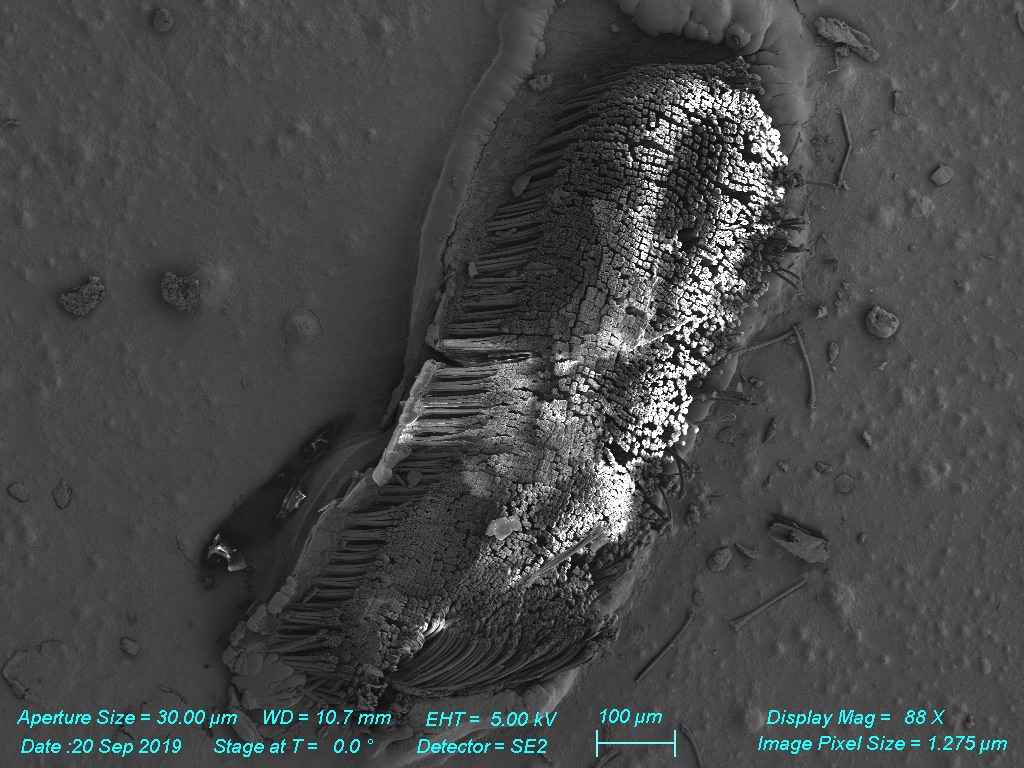 Aperture Size = 30.00 µm WD = 10.7 mm EHT = 5.00 kV 100 µm Display Mag = 88 X
Date :20 Sep 2019 Stage at T = 0.0 ° Detector = SE2 Image Pixel Size = 1.275 µm